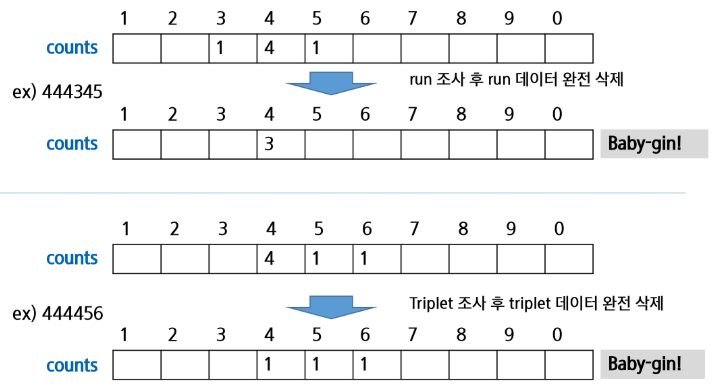 1 2 3 4 5 6 7 8 9 0
counts 1 4 1
run 조사 후 run 데이터 완전 삭제
ex) 444345
1 2 3 4 5 6 7 8 9 0
counts 3 Baby-gin!
1 2 3 4 5 6 7 8 9 0
counts 4 1 1
Triplet 조사 후 triplet 데이터 완전 삭제
ex) 444456
1 2 3 4 5 6 7 8 9 0
counts 1 1 1 Baby-gin!